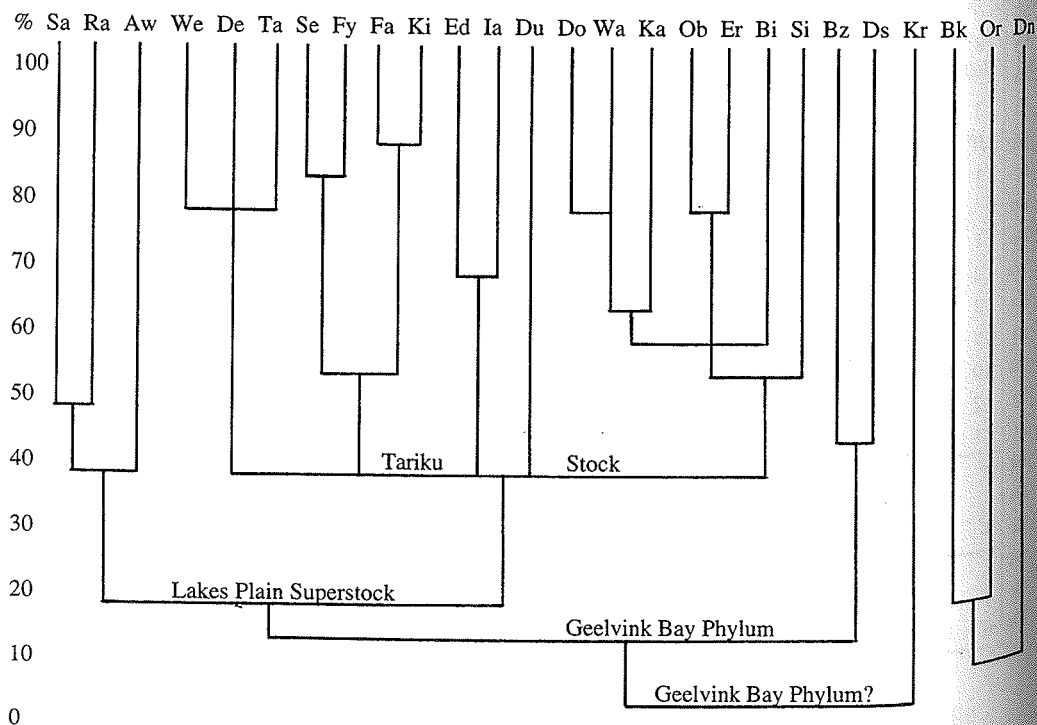 % Sa Ra Aw We De Ta Se Fy Fa Ki Ed Ia Du Do Wa Ka Ob Er Bi Si Bz Ds Kr Bk Or Dn
100
90
80
70
60
50
40
Tariku Stock
30
20
Lakes Plain Superstock
Geelvink Bay Phylum
10
Geelvink Bay Phylum?
0